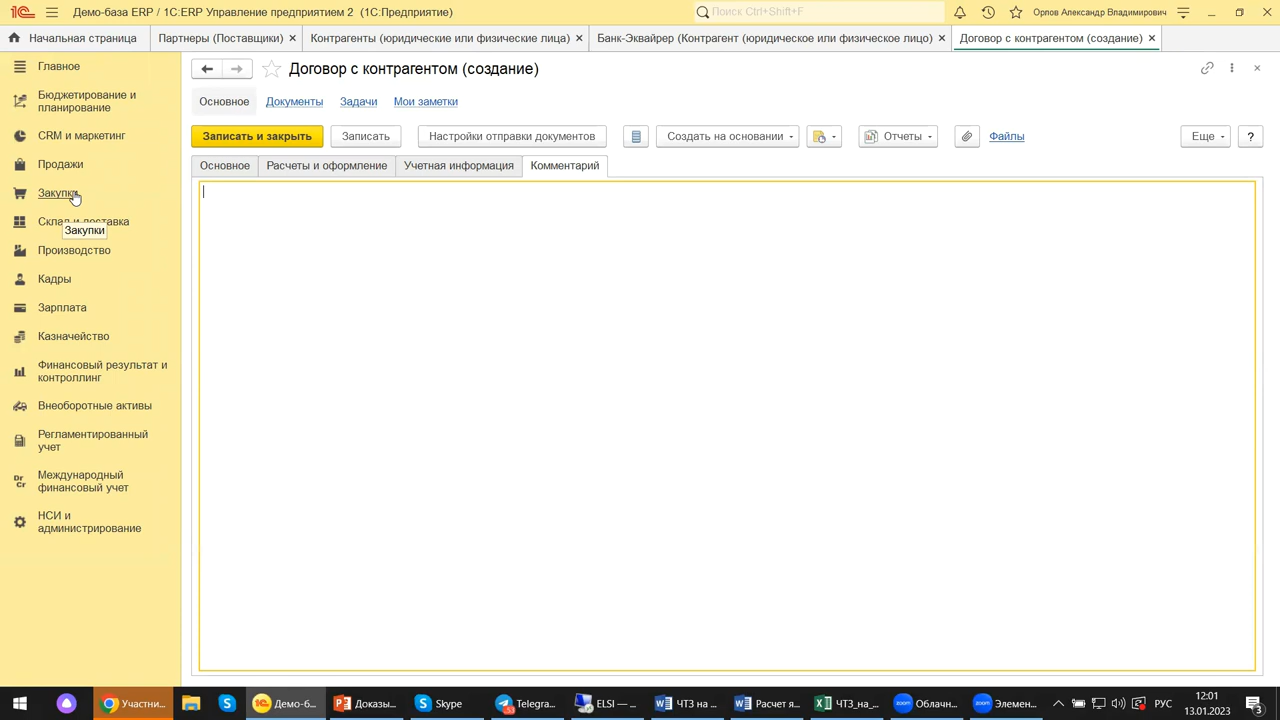 Демо-база ERP / 1С:ERP Управление предприятием 2 (1С:Предприятие)
Поиск Ctrl+Shift+F
Орлов Александр Владимирович
Начальная страница
Партнеры (Поставщики)
Контрагенты (юридические или физические лица)
Банк-Эквайрер (Контрагент (юридическое или физическое лицо)
Договор с контрагентом (создание)
Главное
Бюджетирование и
планирование
CRM и маркетинг
Продажи
Закупки
Склад и доставка
Закупки
Производство
Кадры
Зарплата
Казначейство
Финансовый результат и
контроллинг
Внеоборотные активы
Регламентированный
учет
Международный
финансовый учет
НСИ и
администрирование
Договор с контрагентом (создание)
Основное Документы Задачи Мои заметки
Записать и закрыть Записать Настройки отправки документов Создать на основании Отчеты Файлы Еще ?
Основное Расчеты и оформление Учетная информация Комментарий
Участни...
Демо-б...
Доказы...
Skype
Telegra...
ELSI — ...
ЧТЗ на ...
Расчет я...
ЧТЗ_на_...
Облачн...
Элемен...
РУС
12:01
13.01.2023
3